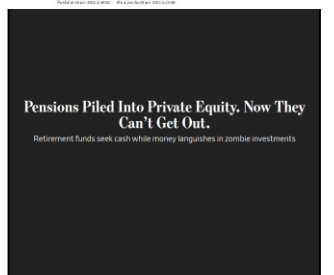 Pensions Piled Into Private Equity. Now They
Can't Get Out.
Retirement funds seek cash while money languishes in zombie investments